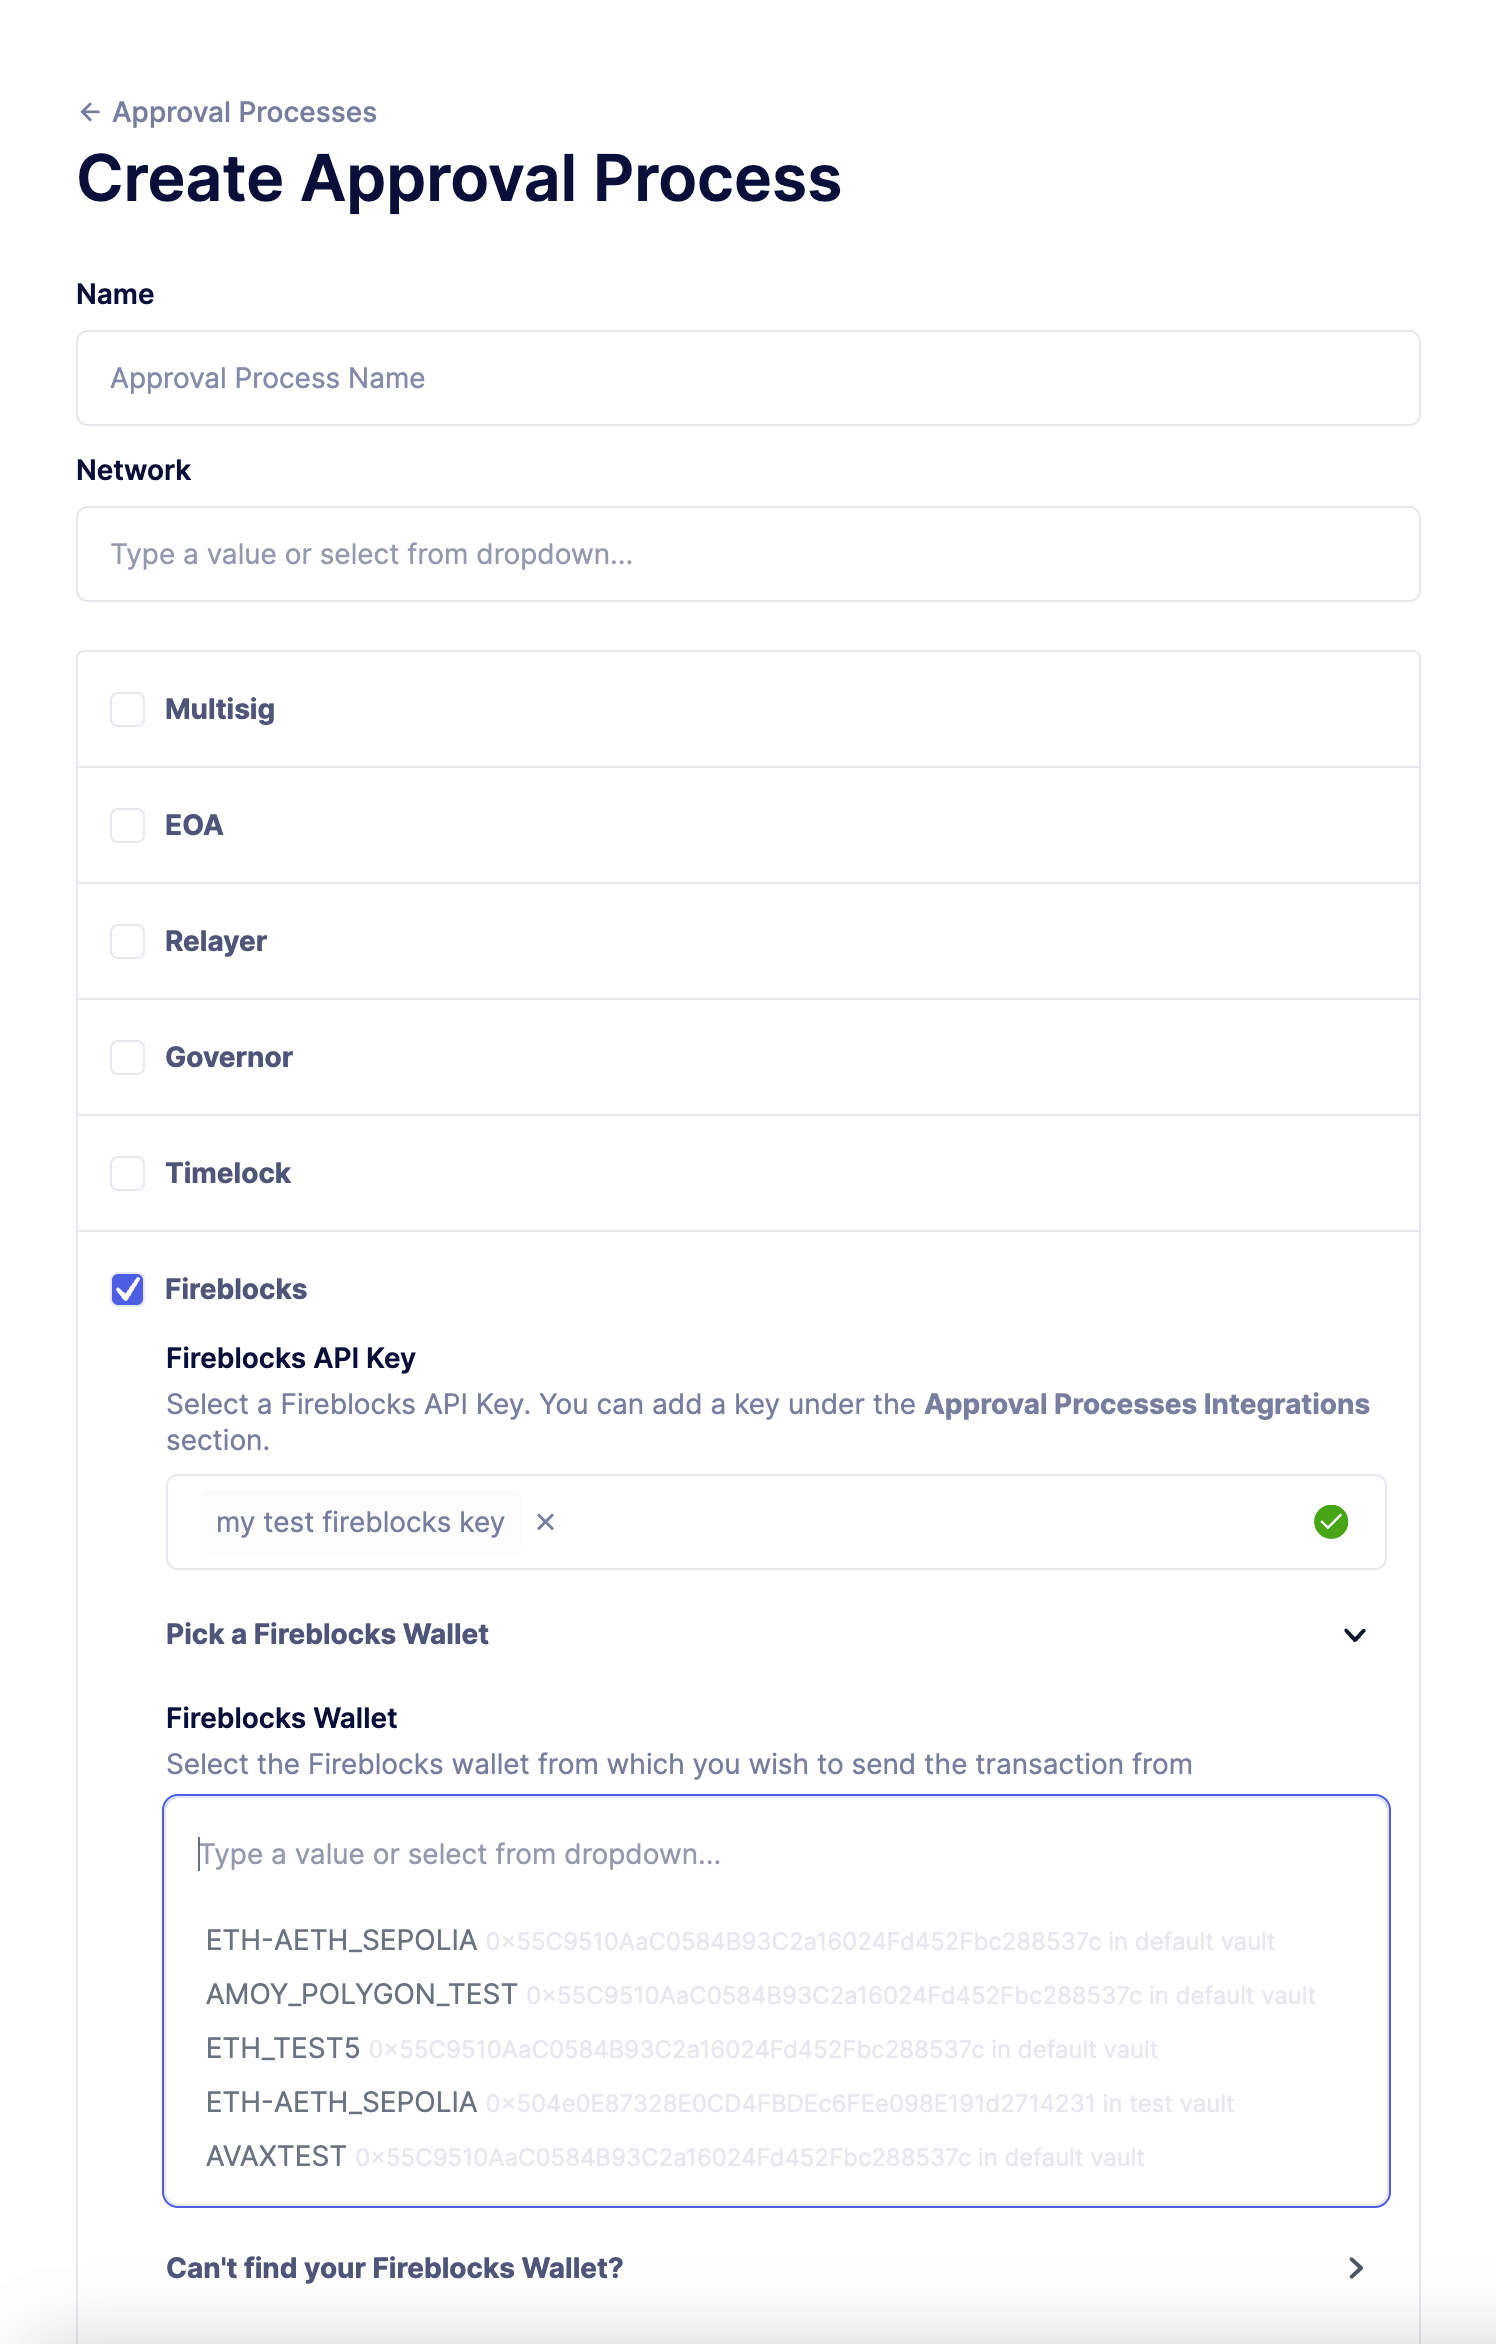 ← Approval Processes
Create Approval Process
Name
Approval Process Name
Network
Type a value or select from dropdown...
Multisig
EOA
Relayer
Governor
Timelock
Fireblocks
Fireblocks API Key
Select a Fireblocks API Key. You can add a key under the Approval Processes Integrations
section.
my test fireblocks key ×
Pick a Fireblocks Wallet
Fireblocks Wallet
Select the Fireblocks wallet from which you wish to send the transaction from
Type a value or select from dropdown...
ETH-AETH_SEPOLIA 0x55C9510AaC0584B93C2a16024Fd452Fbc288537c in default vault
AMOY_POLYGON_TEST 0x55C9510AaC0584B93C2a16024Fd452Fbc288537c in default vault
ETH_TEST5 0x55C9510AaC0584B93C2a16024Fd452Fbc288537c in default vault
ETH-AETH_SEPOLIA 0x504e0E87328E0CD4FBDEc6FEe098E191d2714231 in test vault
AVAXTEST 0x55C9510AaC0584B93C2a16024Fd452Fbc288537c in default vault
Can't find your Fireblocks Wallet?